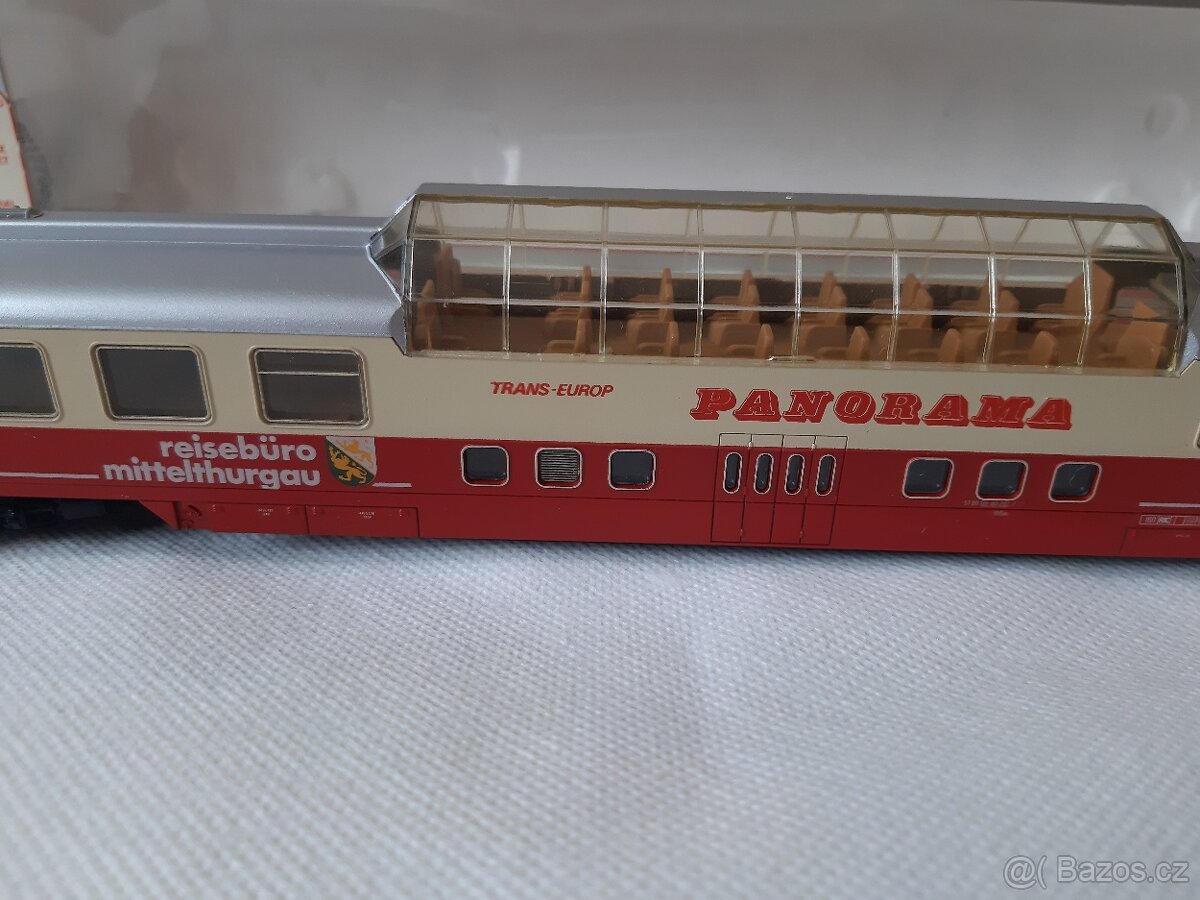 TRANS-EUROP
PANORAMA
reisebüro
mittelthurgau
@( Bazos.cz